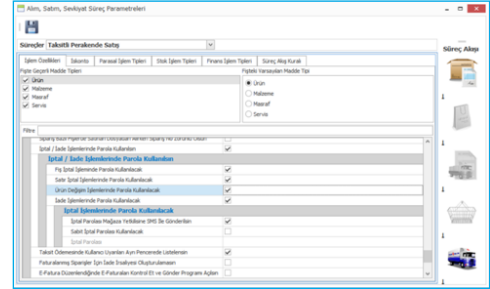 Alım, Satım, Sevkiyat Süreç Parametreleri
Süreçler Taksitli Perakende Satış
Süreç Akışı
İşlem Özellikleri İskonto Parasal İşlem Tipleri Stok İşlem Tipleri Finans İşlem Tipleri Süreç Akış Kuralı
Fişte Geçerli Madde Tipleri
Fişteki Varsayılan Madde Tipi
Ürün
Malzeme
Masraf
Servis
Ürün
Malzeme
Masraf
Servis
Filtre
İptal / İade İşlemlerinde Parola Kullanılsın
İptal / İade İşlemlerinde Parola Kullanılsın
Fiş İptal İşleminde Parola Kullanılacak
Satır İptal İşlemlerinde Parola Kullanılacak
Ürün Değişim İşlemlerinde Parola Kullanılacak
İade İşlemlerinde Parola Kullanılacak
İptal İşlemlerinde Parola Kullanılacak
İptal Parolası Mağaza Yetkilisine SMS İle Gönderilsin
Sabit İptal Parolası Kullanılacak
İptal Parolası
Taksit Ödemesinde Kullanıcı Uyarıları Ayrı Pencerede Listelensin
Faturalanmış Siparişler İçin İade İrsaliyesi Oluşturulamasın
E-Fatura Düzenlendiğinde E-Faturaları Kontrol Et ve Gönder Programı Açılsın